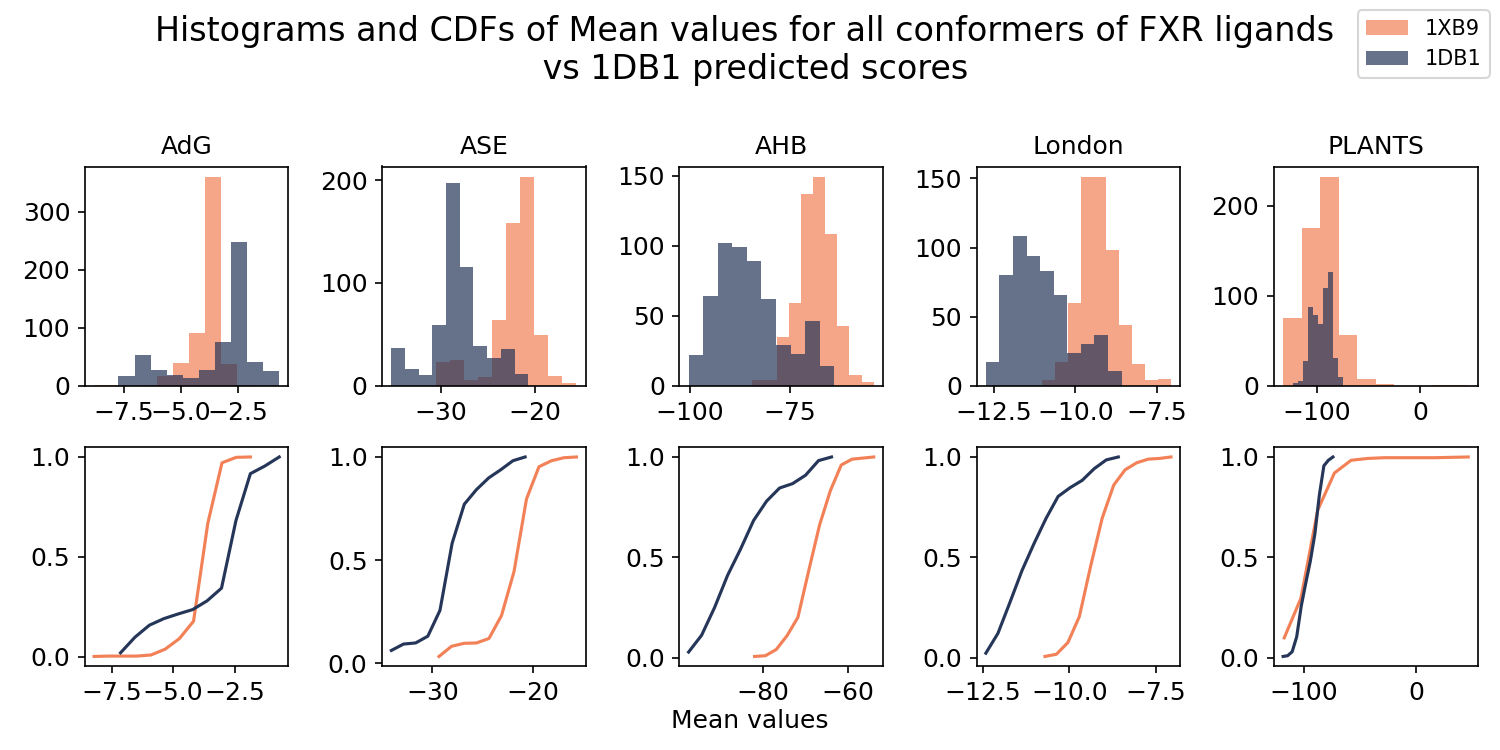 Histograms and CDFs of Mean values for all conformers of FXR ligands
vs 1DB1 predicted scores
1XB9
1DB1
AdG
ASE
AHB
London
PLANTS
300
200
100
0
−7.5 −5.0 −2.5
200
100
0
−30 −20
150
100
50
0
−100 −75
150
100
50
0
−12.5 −10.0 −7.5
200
100
0
−100 0
1.0
0.5
0.0
−7.5 −5.0 −2.5
1.0
0.5
0.0
−30 −20
1.0
0.5
0.0
−80 −60
1.0
0.5
0.0
−12.5 −10.0 −7.5
1.0
0.5
0.0
−100 0
Mean values